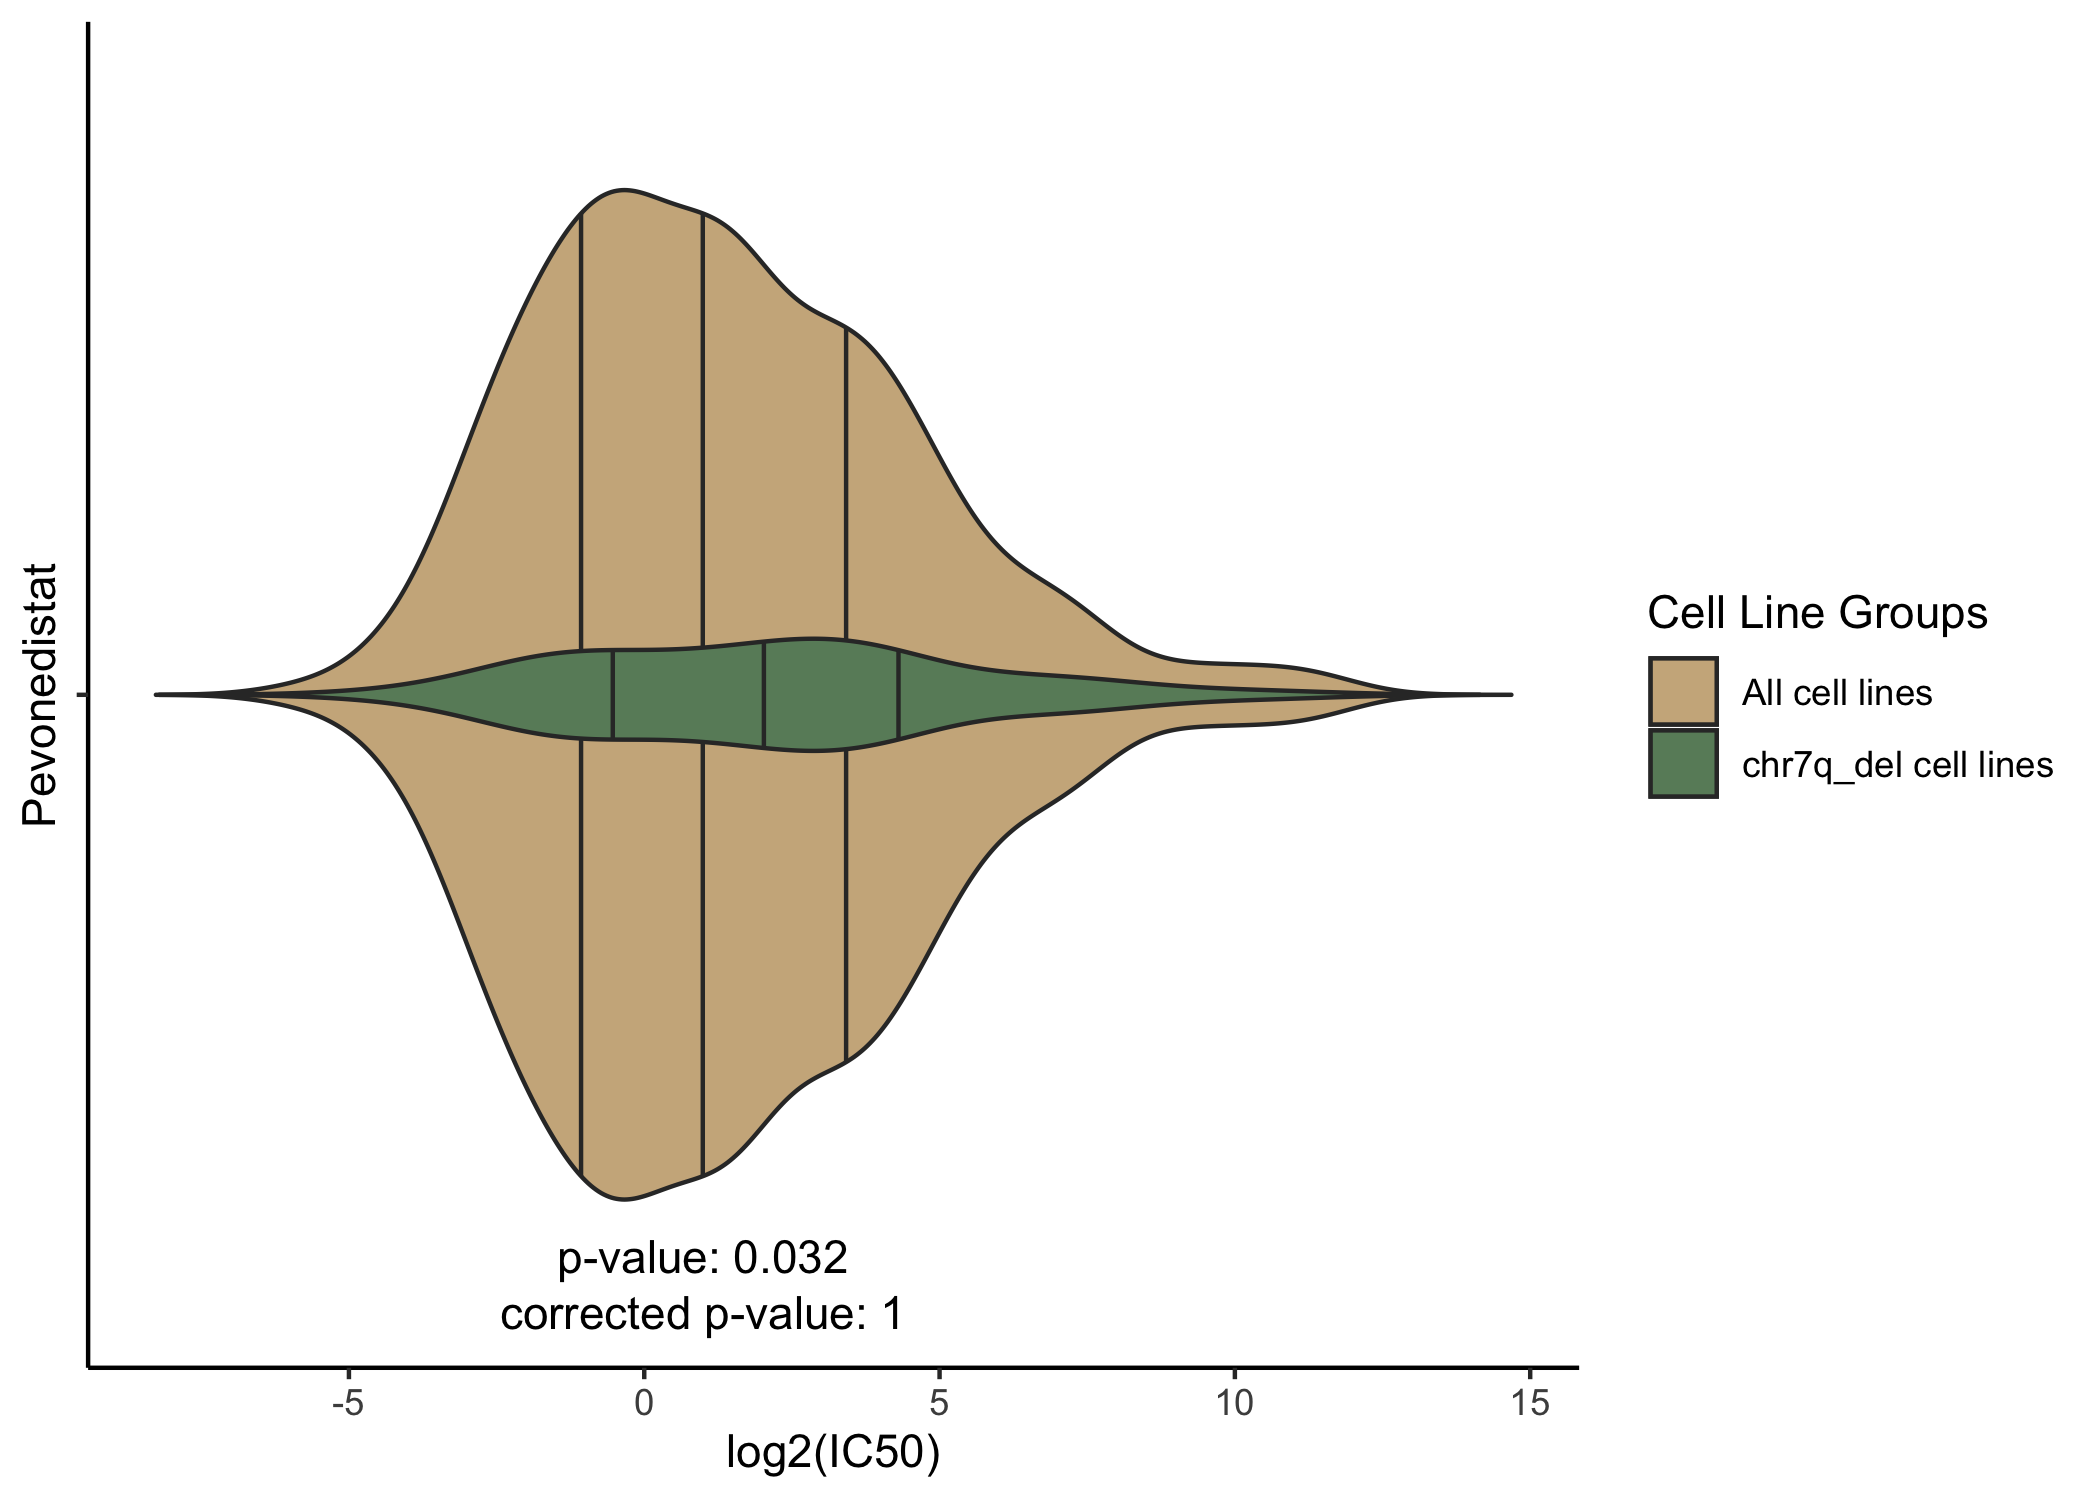 Pevonedistat
p-value: 0.032
corrected p-value: 1
-5 0 5 10 15
log2(IC50)
Cell Line Groups
All cell lines
chr7q_del cell lines